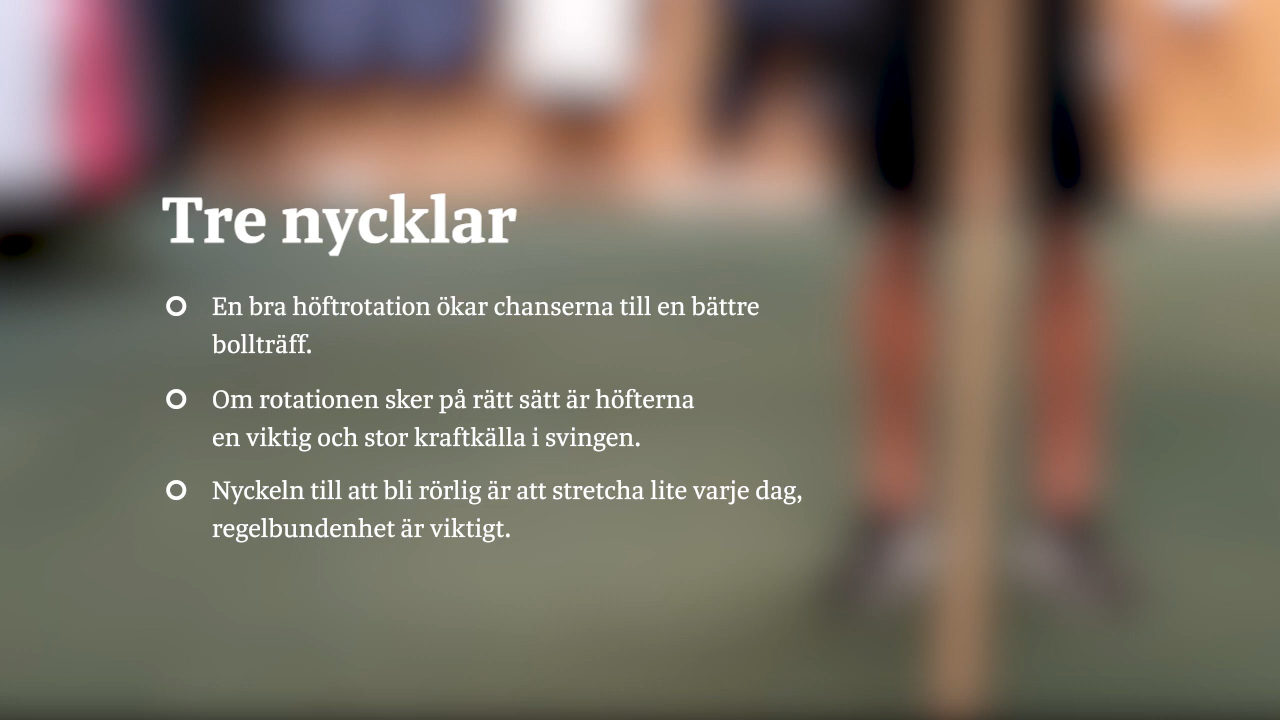 Tre nycklar
En bra höftrotation ökar chanserna till en bättre
bollträff.
Om rotationen sker på rätt sätt är höfterna
en viktig och stor kraftkälla i svingen.
Nyckeln till att bli rörlig är att stretcha lite varje dag,
regelbundenhet är viktigt.